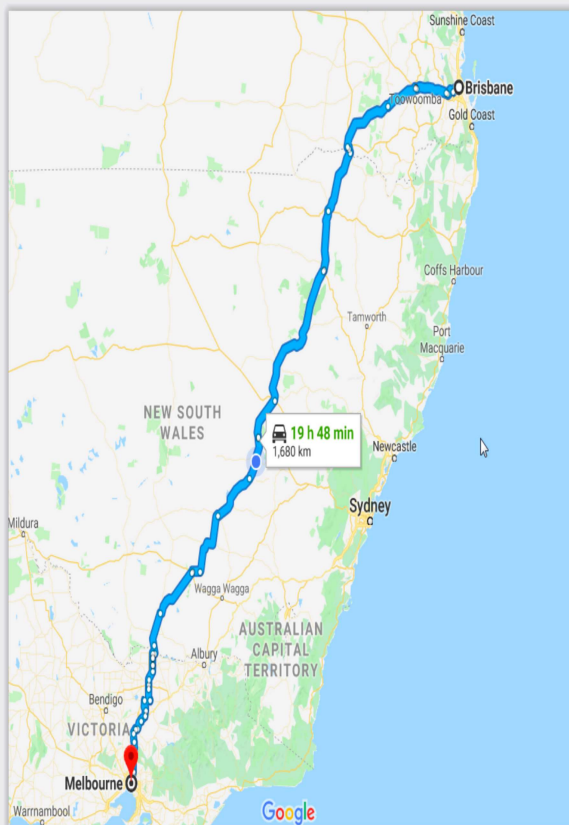 Sunshine Coast
Brisbane
Toowoomba
Gold Coast
Coffs Harbour
Tamworth
Port
Macquarie
NEW SOUTH
WALES
19 h 48 min
1,680 km
Newcastle
Sydney
Mildura
Wagga Wagga
AUSTRALIAN
CAPITAL
TERRITORY
Albury
Bendigo
VICTORIA
Melbourne
Warrnambool
Google